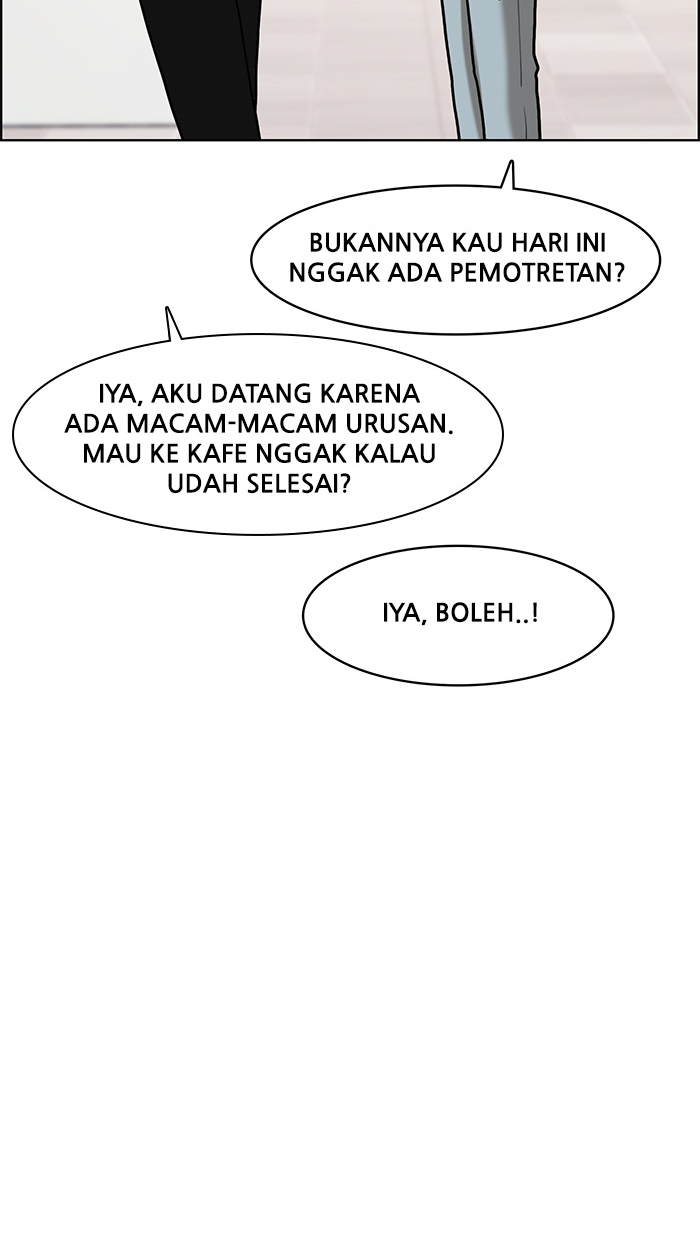 BUKANNYA KAU HARI INI
NGGAK ADA PEMOTRETAN?
IYA, AKU DATANG KARENA
ADA MACAM-MACAM URUSAN.
MAU KE KAFE NGGAK KALAU
UDAH SELESAI?
IYA, BOLEH..!